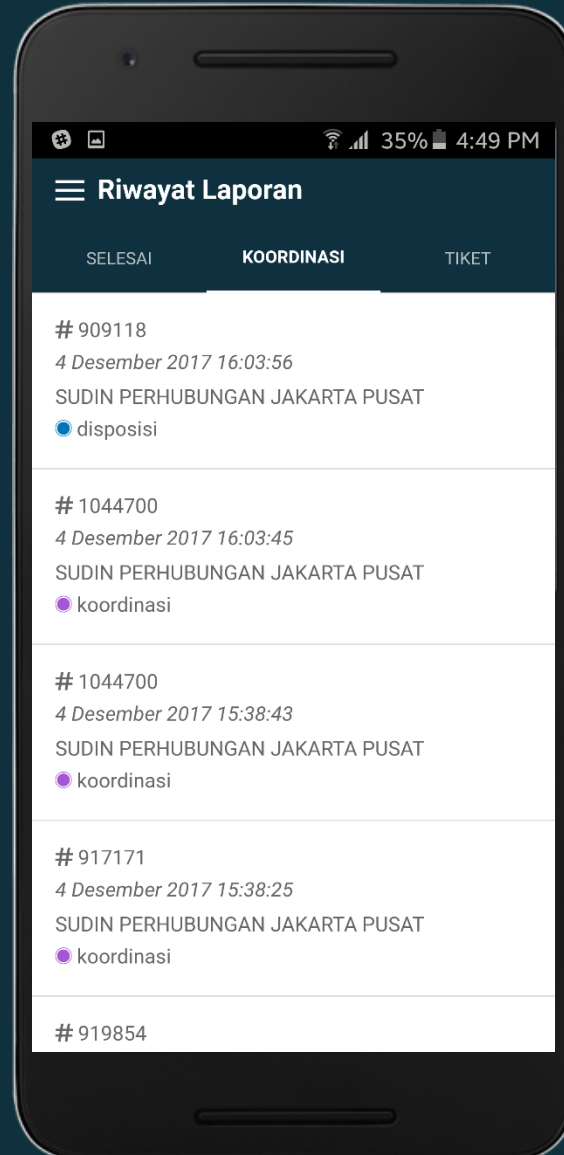 35% 4:49 PM
Riwayat Laporan
SELESAI KOORDINASI TIKET
# 909118
4 Desember 2017 16:03:56
SUDIN PERHUBUNGAN JAKARTA PUSAT
disposisi
# 1044700
4 Desember 2017 16:03:45
SUDIN PERHUBUNGAN JAKARTA PUSAT
koordinasi
# 1044700
4 Desember 2017 15:38:43
SUDIN PERHUBUNGAN JAKARTA PUSAT
koordinasi
# 917171
4 Desember 2017 15:38:25
SUDIN PERHUBUNGAN JAKARTA PUSAT
koordinasi
# 919854